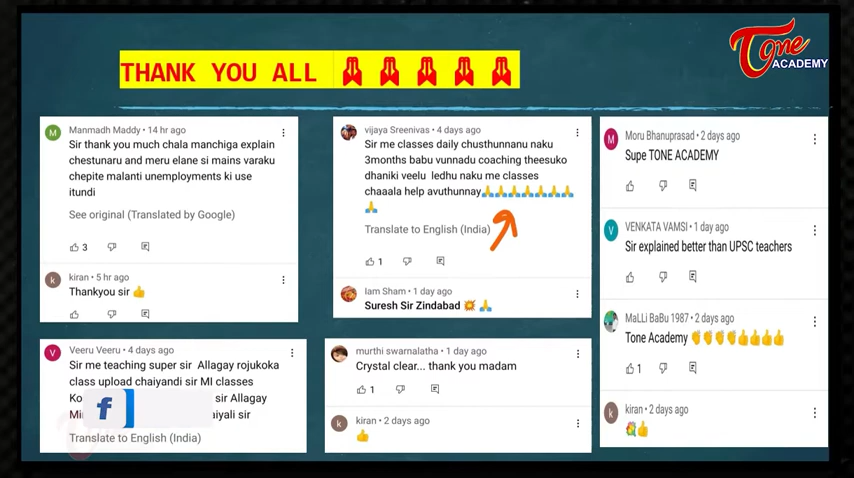 THANK YOU ALL 🙏🙏🙏🙏🙏
Tone
ACADEMY
M
Manmadh Maddy • 14 hr ago
Sir thank you much chala manchiga explain
chestunaru and meru elane si mains varaku
chepite malanti unemployments ki use
itundi
See original (Translated by Google)
3
k
kiran • 5 hr ago
Thankyou sir 👍
V
Veeru Veeru • 4 days ago
Sir me teaching super sir Allagay rojukoka
class upload chaiyandi sir MI classes
sir Allagay
sir
Translate to English (India)
f
vijaya Sreenivas • 4 days ago
Sir me classes daily chusthunnanu naku
3months babu vunnadu coaching theesuko
dhaniki veelu ledhu naku me classes
chaaala help avuthunnay🙏🙏🙏🙏🙏🙏🙏
🙏
Translate to English (India)
1
Iam Sham • 1 day ago
Suresh Sir Zindabad 💥 🙏
murthi swarnalatha • 1 day ago
Crystal clear... thank you madam
1
k
kiran • 2 days ago
👍
M
Moru Bhanuprasad • 2 days ago
Supe TONE ACADEMY
V
VENKATA VAMSI • 1 day ago
Sir explained better than UPSC teachers
MaLLi BaBu 1987 • 2 days ago
Tone Academy 👏👏👏👏👍👍👍👍
1
k
kiran • 2 days ago
💐👍